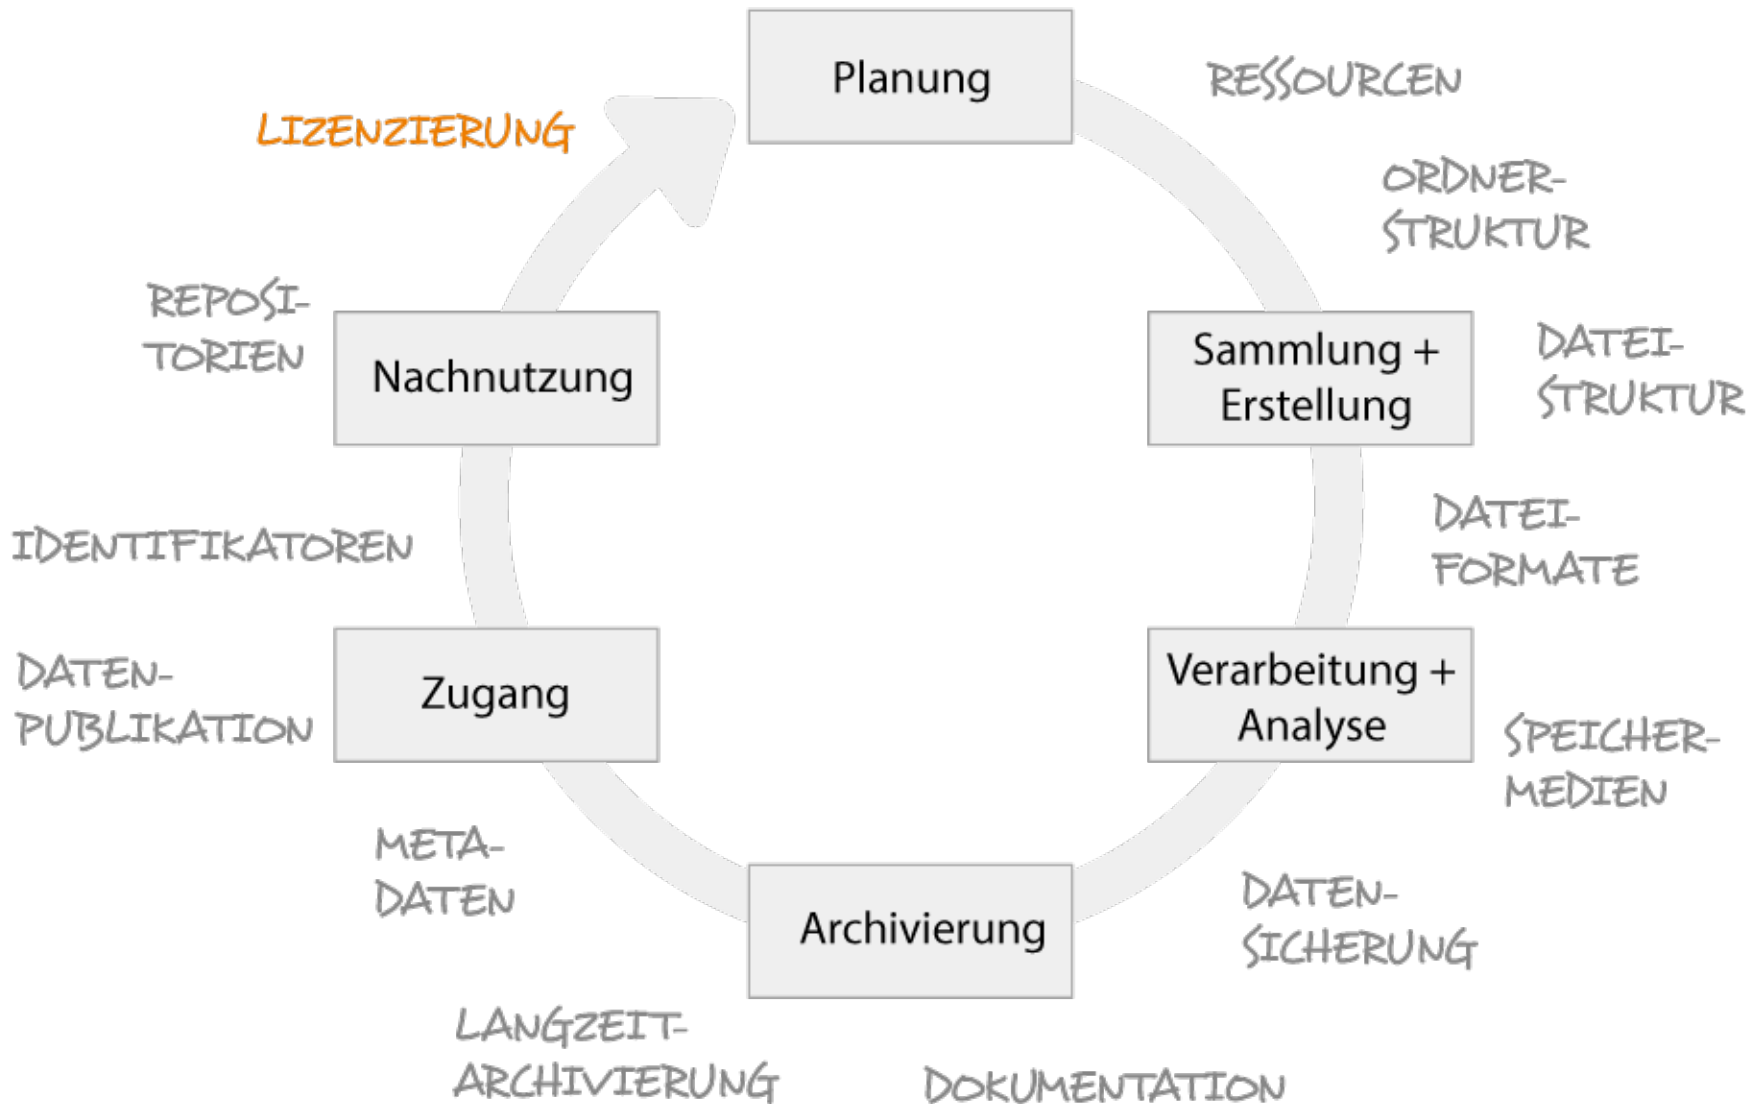 Planung
RESSOURCEN
LIZENZIERUNG
ORDNER-
STRUKTUR
REPOSI-
TORIEN
Nachnutzung
Sammlung +
Erstellung
DATEI-
STRUKTUR
IDENTIFIKATOREN
DATEI-
FORMATE
DATEN-
PUBLIKATION
Zugang
Verarbeitung +
Analyse
SPEICHER-
MEDIEN
META-
DATEN
Archivierung
DATEN-
SICHERUNG
LANGZEIT-
ARCHIVIERUNG
DOKUMENTATION